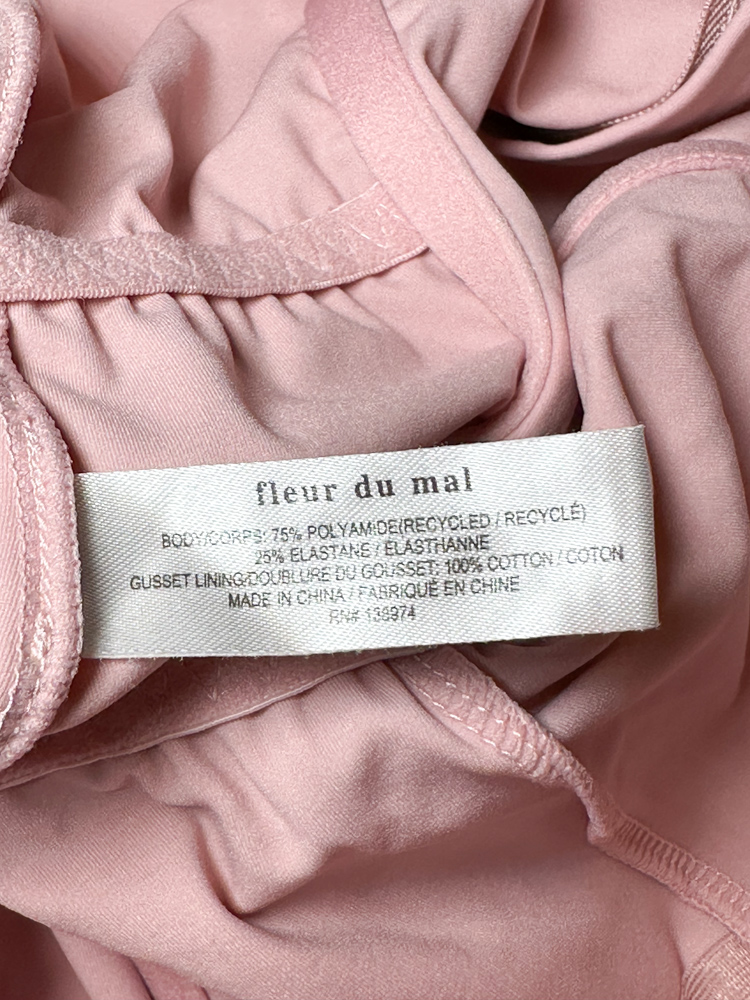 fleur du mal
BODY/CORPS: 75% POLYAMIDE(RECYCLED / RECYCLÉ)
25% ELASTANE / ÉLASTHANNE
GUSSET LINING/DOUBLURE DU GOUSSET: 100% COTTON / COTON
MADE IN CHINA / FABRIQUÉ EN CHINE
RN# 138974